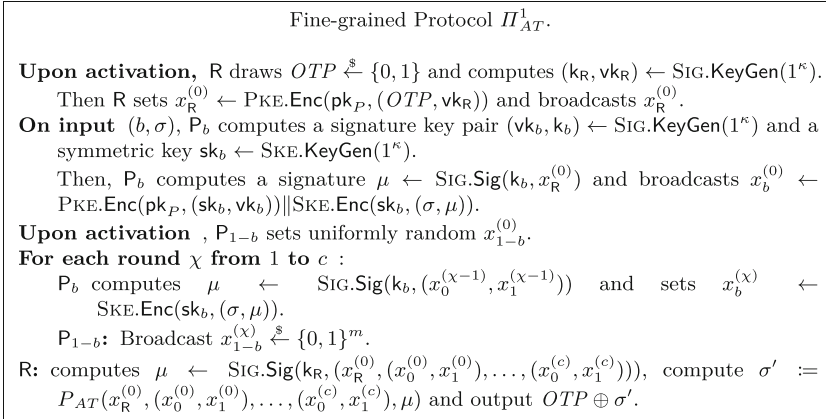 Fine-grained Protocol Π¹_AT.
Upon activation, R draws OTP ←$ {0, 1} and computes (k_R, vk_R) ← SIG.KeyGen(1^κ).
Then R sets x_R^(0) ← PKE.Enc(pk_P, (OTP, vk_R)) and broadcasts x_R^(0).
On input (b, σ), P_b computes a signature key pair (vk_b, k_b) ← SIG.KeyGen(1^κ) and a
symmetric key sk_b ← SKE.KeyGen(1^κ).
Then, P_b computes a signature μ ← SIG.Sig(k_b, x_R^(0)) and broadcasts x_b^(0) ←
PKE.Enc(pk_P, (sk_b, vk_b))‖SKE.Enc(sk_b, (σ, μ)).
Upon activation , P_{1−b} sets uniformly random x_{1−b}^(0).
For each round χ from 1 to c :
P_b computes μ ← SIG.Sig(k_b, (x_0^(χ−1), x_1^(χ−1))) and sets x_b^(χ) ←
SKE.Enc(sk_b, (σ, μ)).
P_{1−b}: Broadcast x_{1−b}^(χ) ←$ {0, 1}^m.
R: computes μ ← SIG.Sig(k_R, (x_R^(0), (x_0^(0), x_1^(0)), . . . , (x_0^(c), x_1^(c)))), compute σ′ :=
P_AT(x_R^(0), (x_0^(0), x_1^(0)), . . . , (x_0^(c), x_1^(c)), μ) and output OTP ⊕ σ′.